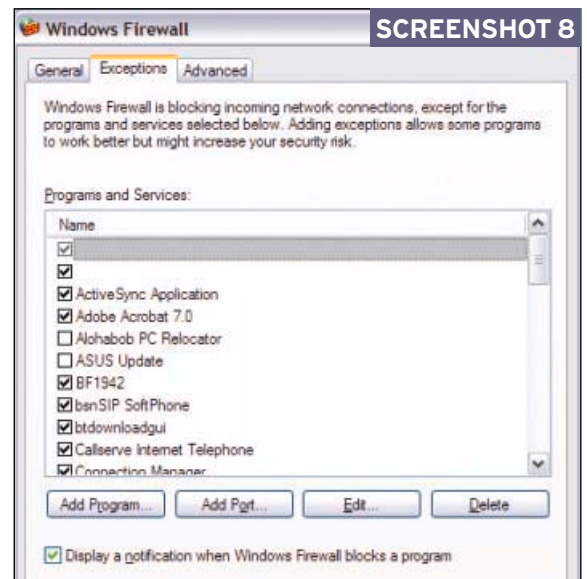 Windows Firewall
SCREENSHOT 8
General Exceptions Advanced
Windows Firewall is blocking incoming network connections, except for the
programs and services selected below. Adding exceptions allows some programs
to work better but might increase your security risk.
Programs and Services:
Name
ActiveSync Application
Adobe Acrobat 7.0
Alohabob PC Relocator
ASUS Update
BF1942
bsnSIP SoftPhone
btdownloadgui
Callserve Internet Telephone
Connection Manager
Add Program... Add Port... Edit... Delete
Display a notification when Windows Firewall blocks a program